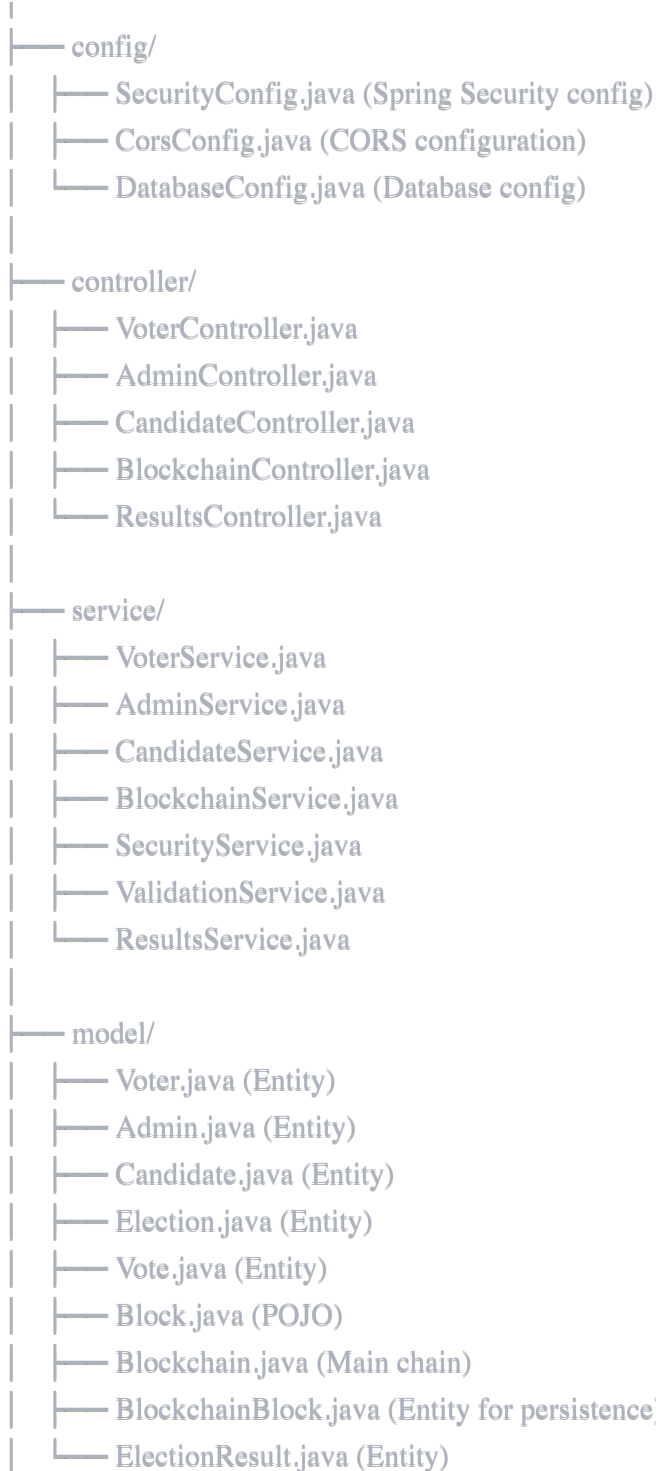 │
├── config/
│   ├── SecurityConfig.java (Spring Security config)
│   ├── CorsConfig.java (CORS configuration)
│   └── DatabaseConfig.java (Database config)
│
├── controller/
│   ├── VoterController.java
│   ├── AdminController.java
│   ├── CandidateController.java
│   ├── BlockchainController.java
│   └── ResultsController.java
│
├── service/
│   ├── VoterService.java
│   ├── AdminService.java
│   ├── CandidateService.java
│   ├── BlockchainService.java
│   ├── SecurityService.java
│   ├── ValidationService.java
│   └── ResultsService.java
│
├── model/
│   ├── Voter.java (Entity)
│   ├── Admin.java (Entity)
│   ├── Candidate.java (Entity)
│   ├── Election.java (Entity)
│   ├── Vote.java (Entity)
│   ├── Block.java (POJO)
│   ├── Blockchain.java (Main chain)
│   ├── BlockchainBlock.java (Entity for persistence)
│   └── ElectionResult.java (Entity)